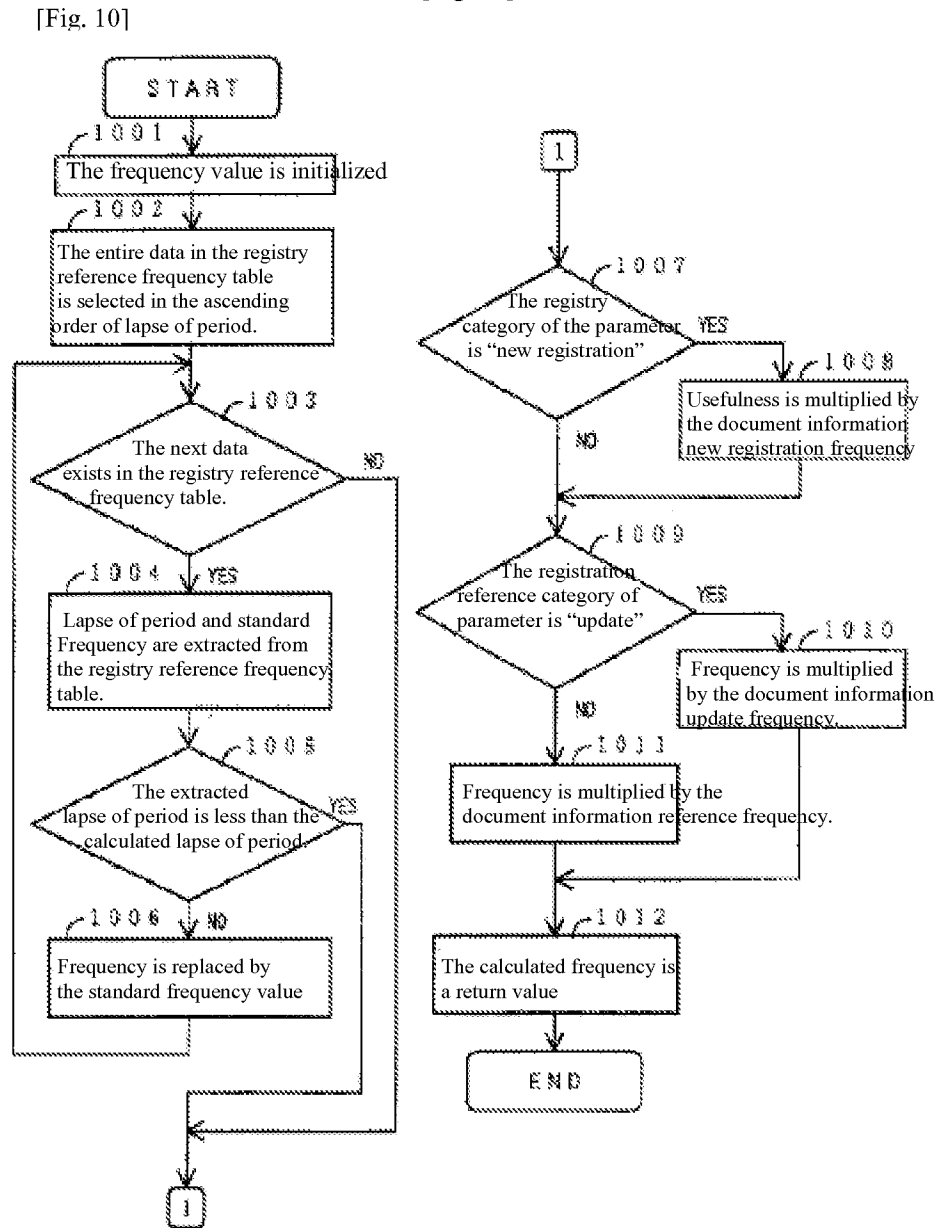 [Fig. 10]
START
1001
The frequency value is initialized
1002
The entire data in the registry
reference frequency table
is selected in the ascending
order of lapse of period.
1003
The next data
exists in the registry reference
frequency table.
NO
YES
1004
Lapse of period and standard
Frequency are extracted from
the registry reference frequency
table.
1005
The extracted
lapse of period is less than the
calculated lapse of period.
YES
NO
1006
Frequency is replaced by
the standard frequency value
1
1
1007
The registry
category of the parameter
is “new registration”
YES
NO
1008
Usefulness is multiplied by
the document information
new registration frequency
1009
The registration
reference category of
parameter is “update”
YES
NO
1010
Frequency is multiplied
by the document information
update frequency.
1011
Frequency is multiplied by the
document information reference frequency.
1012
The calculated frequency is
a return value
END